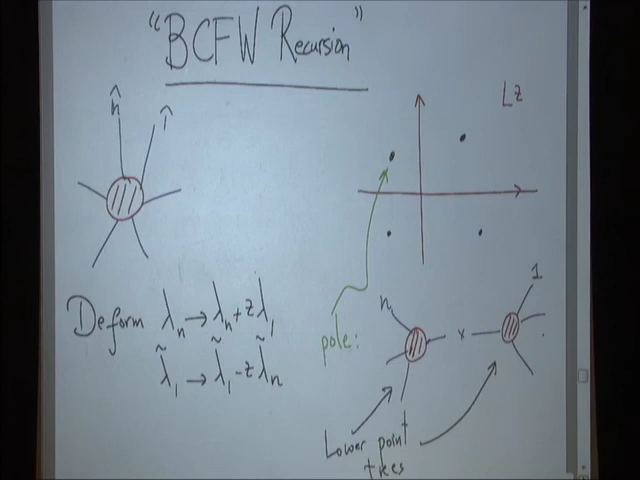 "BCFW Recursion"
n̂
1̂
Lz
Deform λn → λn + zλ1
λ̃1 → λ̃1 - zλ̃n
pole:
n
x
1
Lower point
trees